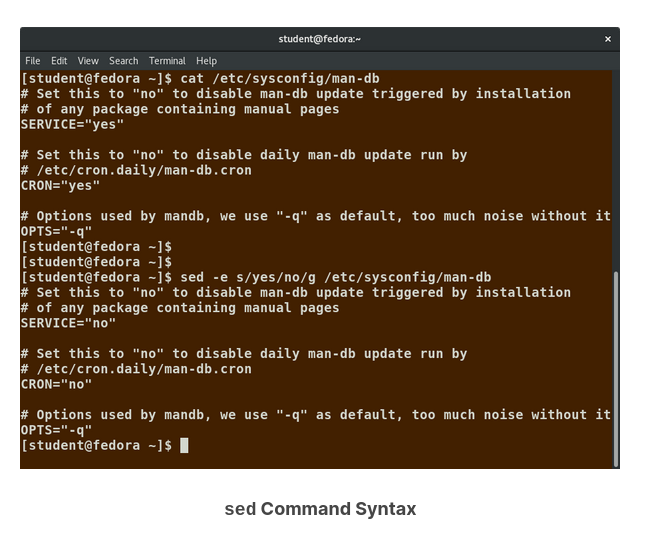 student@fedora:~ ×
File Edit View Search Terminal Help
[student@fedora ~]$ cat /etc/sysconfig/man-db
# Set this to "no" to disable man-db update triggered by installation
# of any package containing manual pages
SERVICE="yes"

# Set this to "no" to disable daily man-db update run by
# /etc/cron.daily/man-db.cron
CRON="yes"

# Options used by mandb, we use "-q" as default, too much noise without it
OPTS="-q"
[student@fedora ~]$
[student@fedora ~]$
[student@fedora ~]$ sed -e s/yes/no/g /etc/sysconfig/man-db
# Set this to "no" to disable man-db update triggered by installation
# of any package containing manual pages
SERVICE="no"

# Set this to "no" to disable daily man-db update run by
# /etc/cron.daily/man-db.cron
CRON="no"

# Options used by mandb, we use "-q" as default, too much noise without it
OPTS="-q"
[student@fedora ~]$
sed Command Syntax